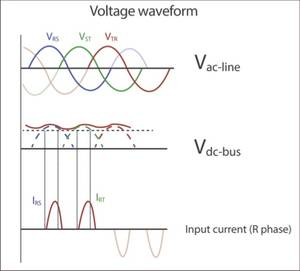 Voltage waveform
VRS VST VTR
Vac-line
Vdc-bus
IRS IRT
Input current (R phase)